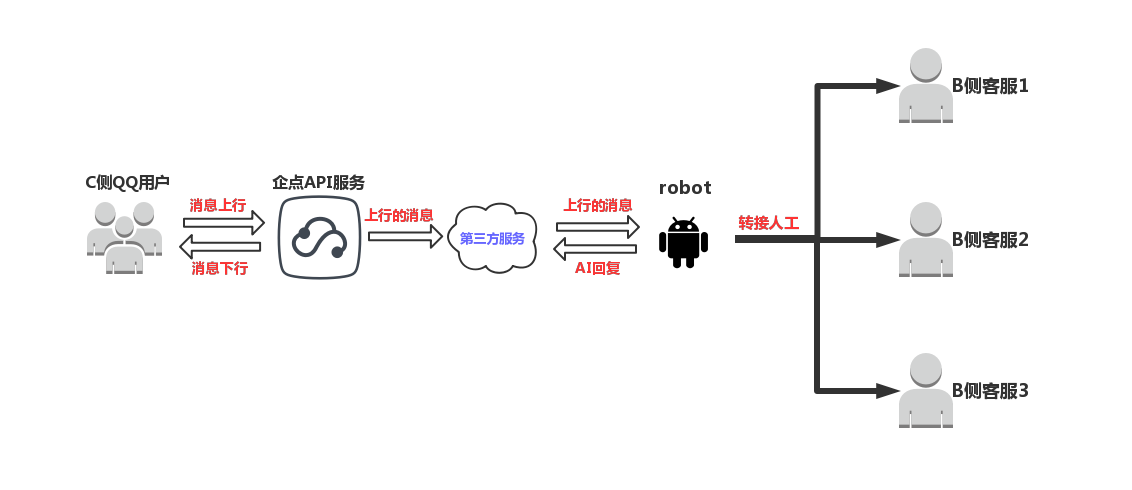 C侧QQ用户
消息上行
消息下行
企点API服务
上行的消息
第三方服务
上行的消息
AI回复
robot
转接人工
B侧客服1
B侧客服2
B侧客服3